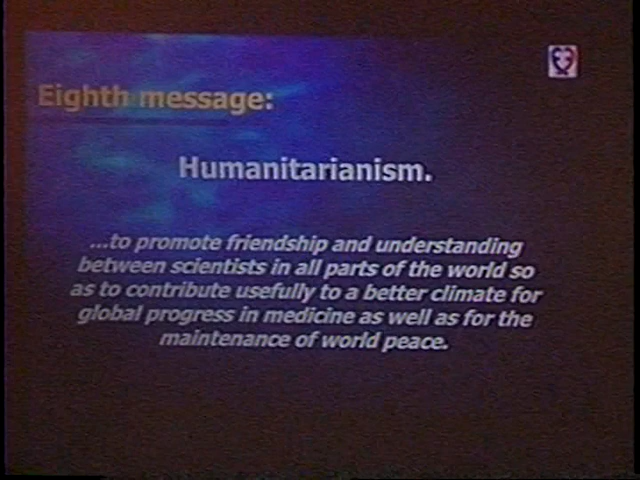 Eighth message:
Humanitarianism.
...to promote friendship and understanding
between scientists in all parts of the world so
as to contribute usefully to a better climate for
global progress in medicine as well as for the
maintenance of world peace.